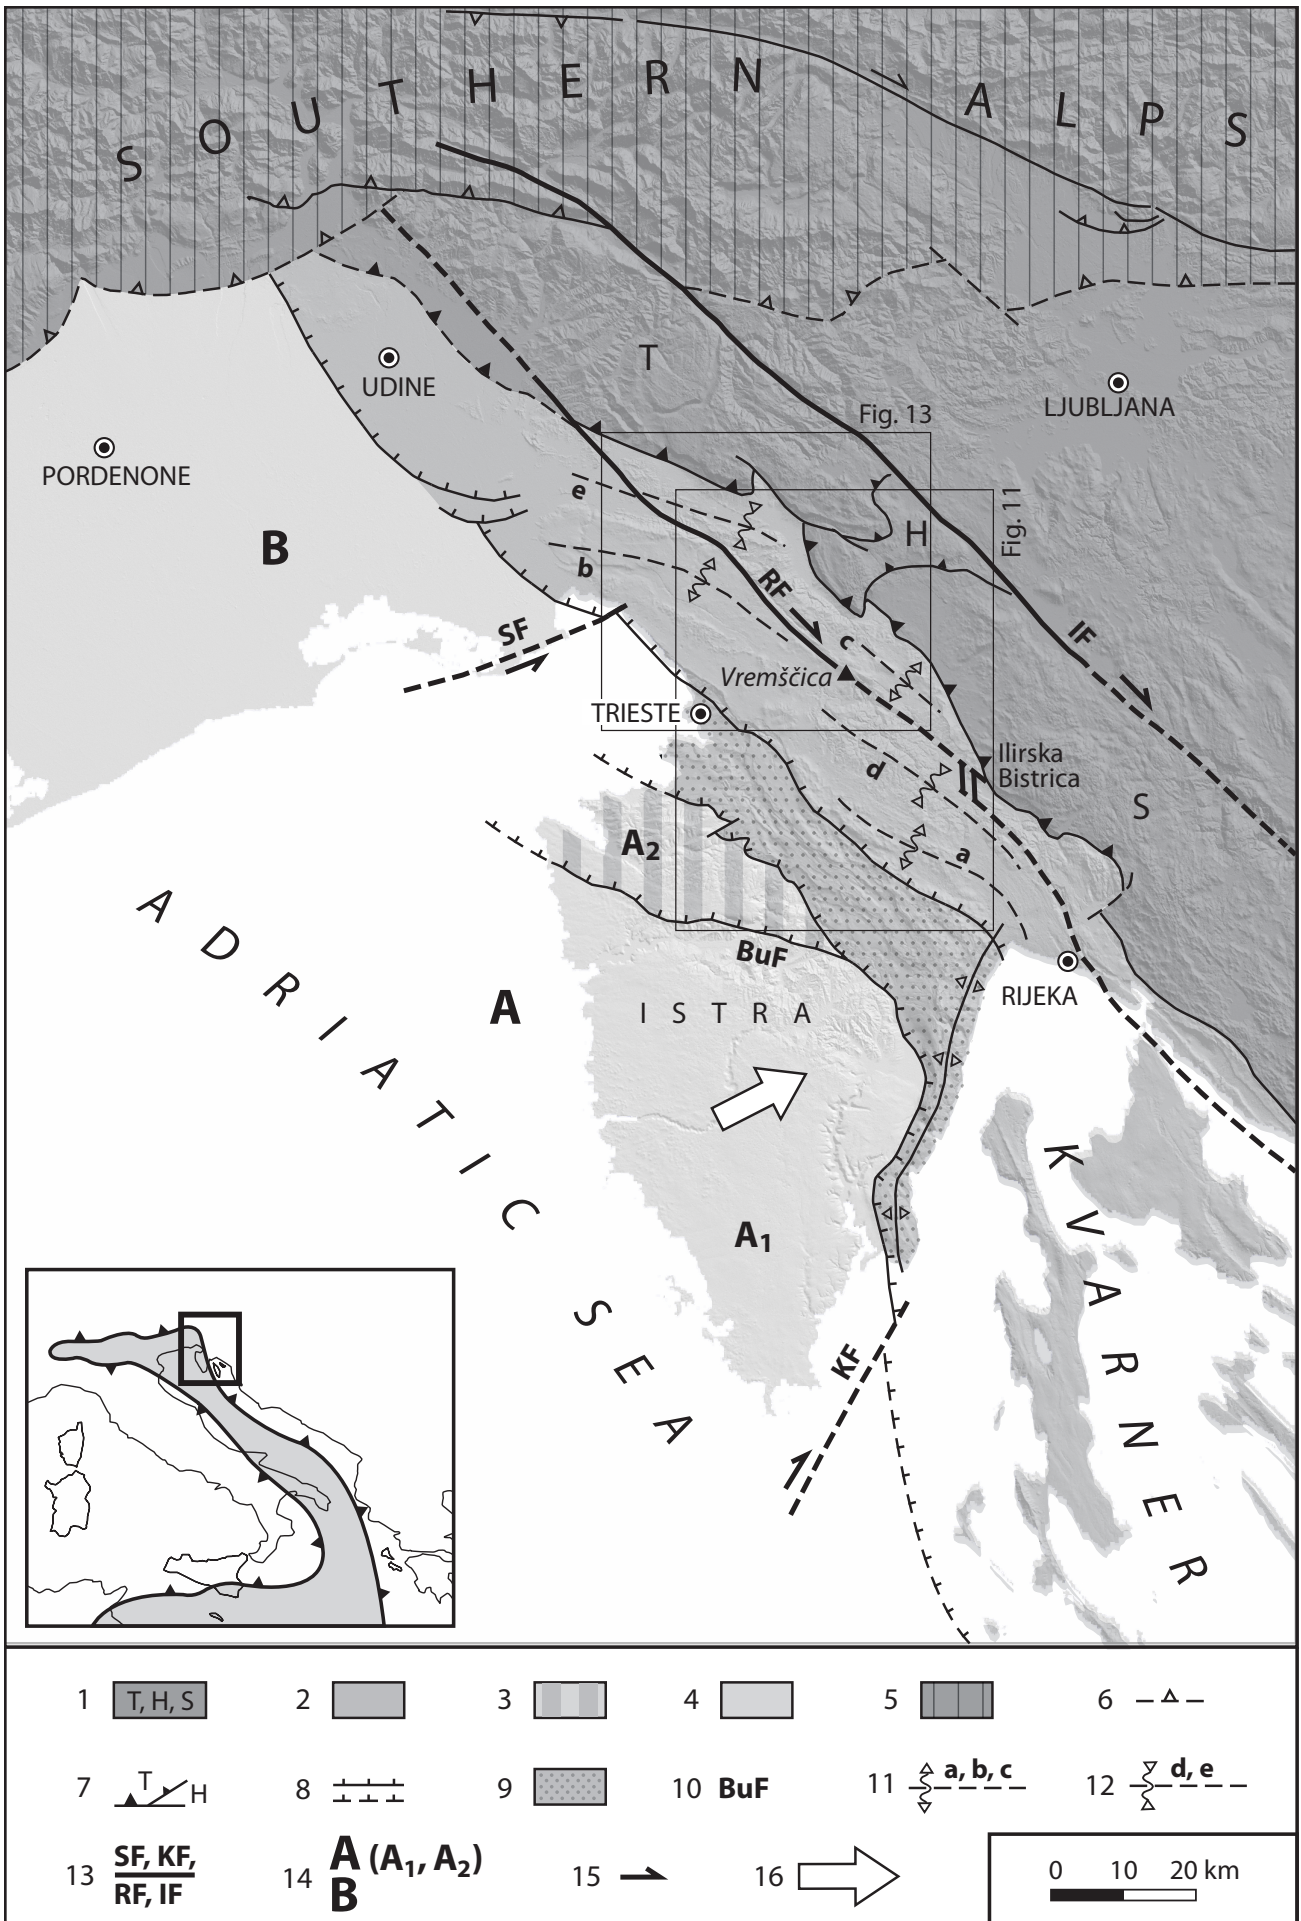 SOUTHERN ALPS
T
UDINE
LJUBLJANA
Fig. 13
PORDENONE
e
Fig. 11
H
B
b
RF
SF
c
IF
Vremščica
TRIESTE
Ilirska
Bistrica
d
S
A2
a
BuF
RIJEKA
A
ISTRA
ADRIATIC SEA
KVARNER
A1
KF
1 T, H, S
2
3
4
5
6
7 T H
8
9
10 BuF
11 a, b, c
12 d, e
13 SF, KF,
RF, IF
14 A (A1, A2)
B
15
16
0 10 20 km